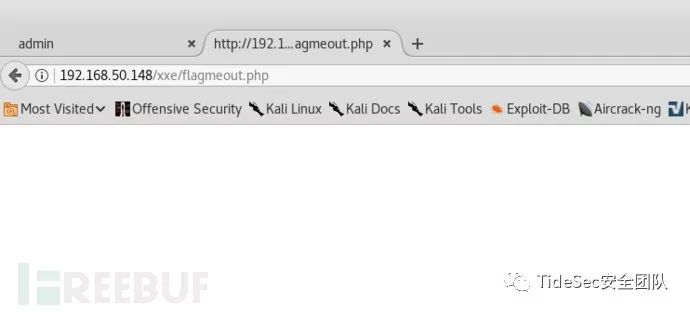 admin
http://192.1...agmeout.php
192.168.50.148/xxe/flagmeout.php
Most Visited Offensive Security Kali Linux Kali Docs Kali Tools Exploit-DB Aircrack-ng K
FREEBUF
TideSec安全团队